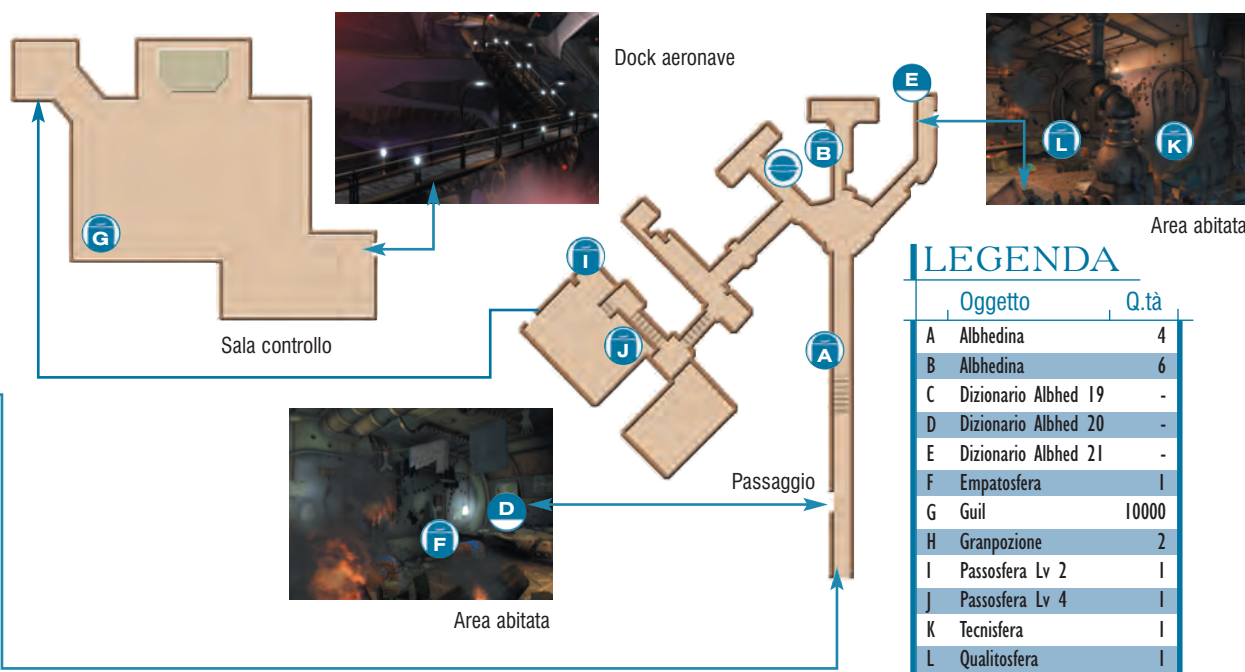 Dock aeronave
E
B
L
K
Area abitata
G
I
Sala controllo
J
A
Passaggio
D
F
Area abitata
LEGENDA
Oggetto Q.tà
A Albhedina 4
B Albhedina 6
C Dizionario Albhed 19 -
D Dizionario Albhed 20 -
E Dizionario Albhed 21 -
F Empatosfera 1
G Guil 10000
H Granpozione 2
I Passosfera Lv 2 1
J Passosfera Lv 4 1
K Tecnisfera 1
L Qualitosfera 1